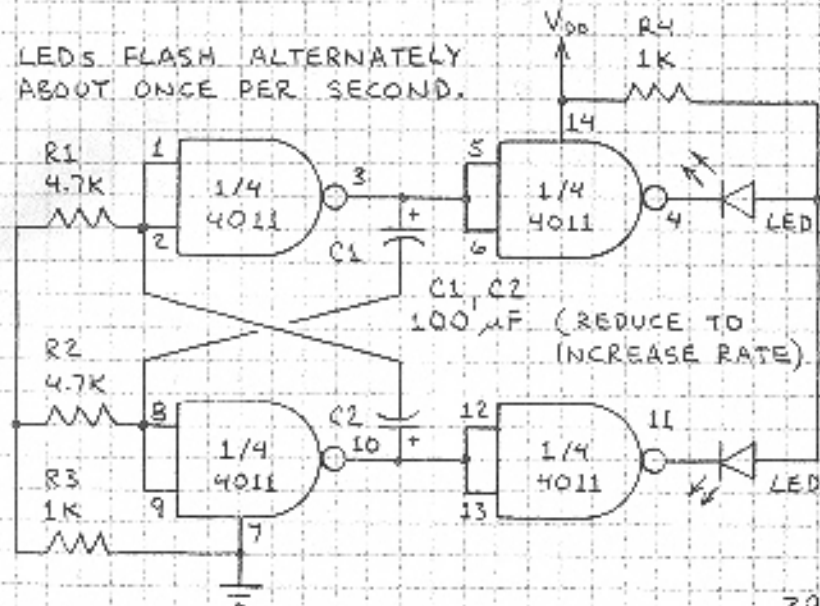 LEDs FLASH ALTERNATELY
ABOUT ONCE PER SECOND.
VDD
R4
1K
14
R1
4.7K
1
2
1/4
4011
3
C1
5
6
1/4
4011
4
LED
C1, C2
100 µF (REDUCE TO
INCREASE RATE)
R2
4.7K
8
9
1/4
4011
10
C2
12
13
1/4
4011
11
LED
R3
1K
7